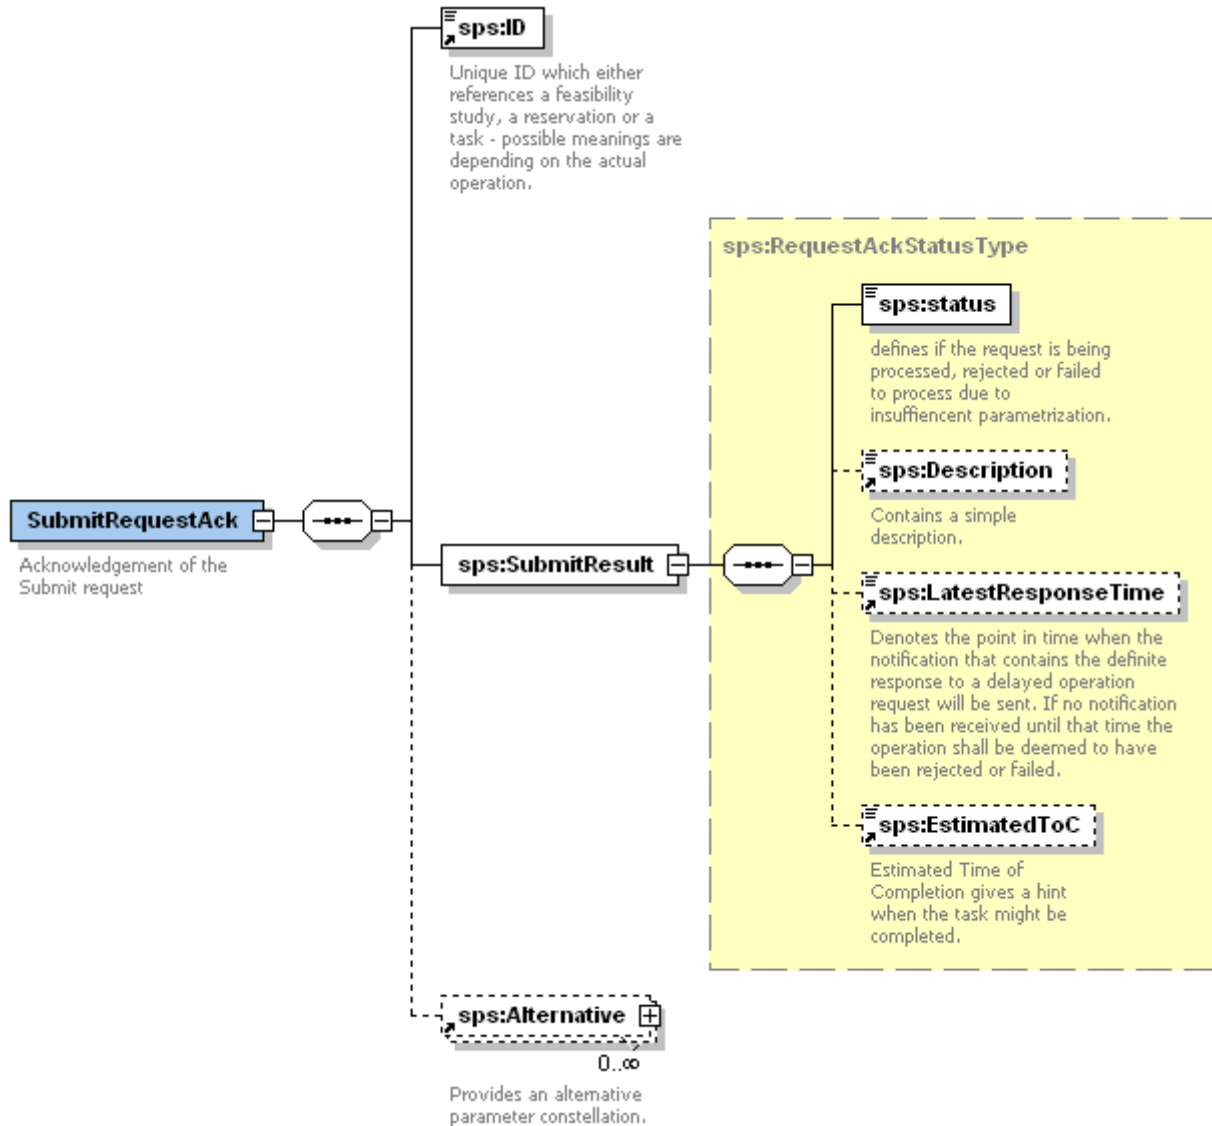 sps:ID
Unique ID which either
references a feasibility
study, a reservation or a
task - possible meanings are
depending on the actual
operation.
sps:RequestAckStatusType
sps:status
defines if the request is being
processed, rejected or failed
to process due to
insuffiencent parametrization.
sps:Description
Contains a simple
description.
SubmitRequestAck
Acknowledgement of the
Submit request
sps:SubmitResult
sps:LatestResponseTime
Denotes the point in time when the
notification that contains the definite
response to a delayed operation
request will be sent. If no notification
has been received until that time the
operation shall be deemed to have
been rejected or failed.
sps:EstimatedToC
Estimated Time of
Completion gives a hint
when the task might be
completed.
sps:Alternative
0..∞
Provides an alternative
parameter constellation.